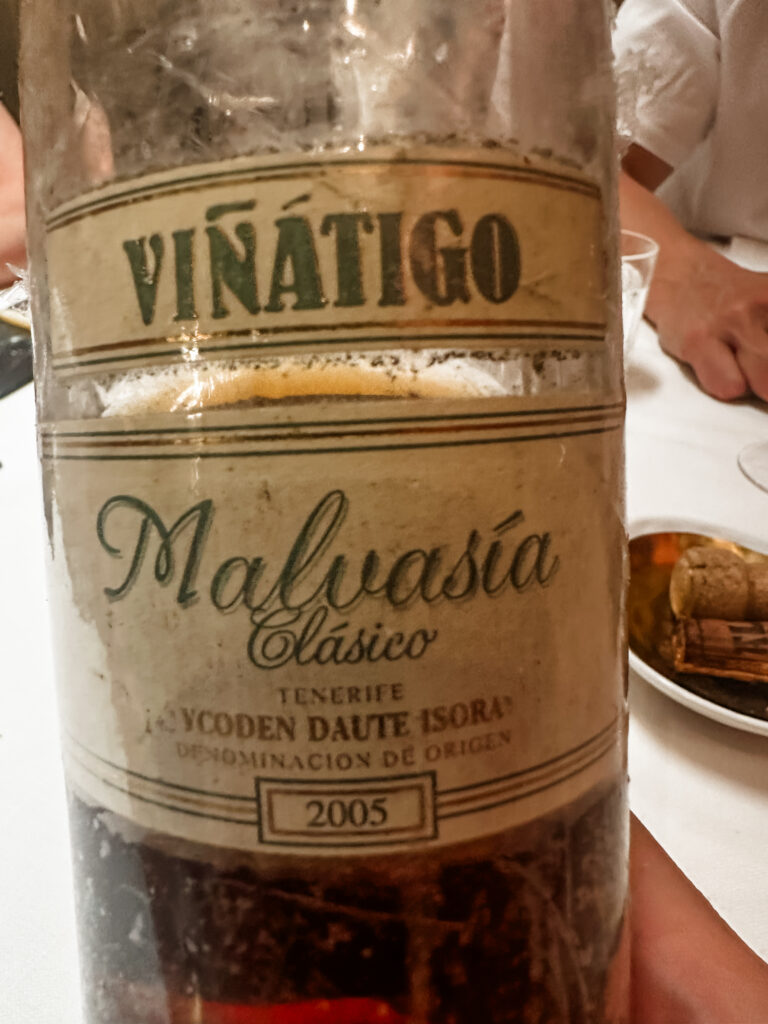 VIÑÁTIGO
Malvasía
Clásico
TENERIFE
YCODEN DAUTE ISORA
DENOMINACION DE ORIGEN
2005